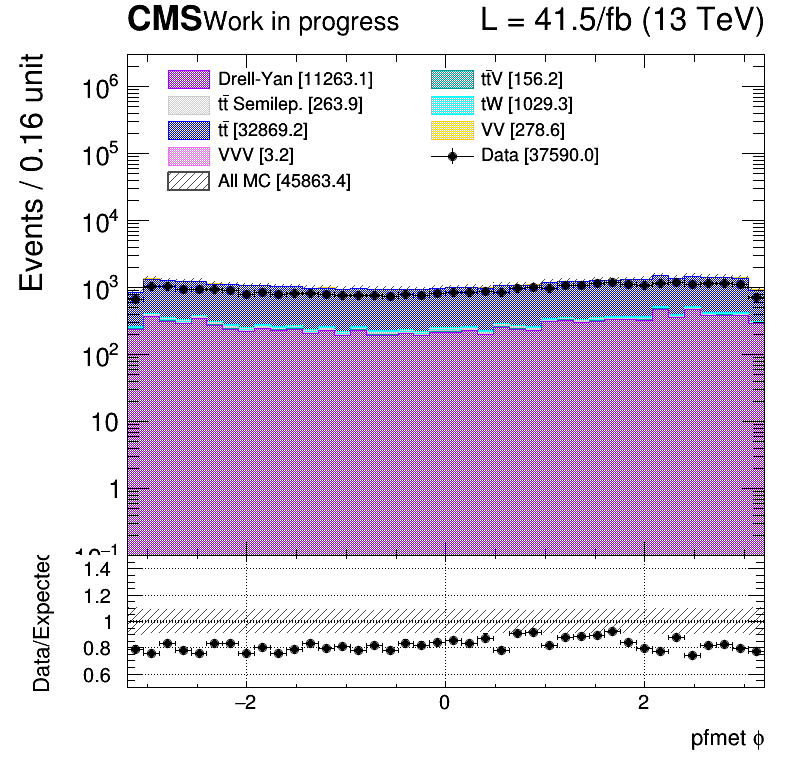 CMS Work in progress L = 41.5/fb (13 TeV)
Events / 0.16 unit
Drell-Yan [11263.1]
tt̄ Semilep. [263.9]
tt̄ [32869.2]
VVV [3.2]
All MC [45863.4]
tt̄V [156.2]
tW [1029.3]
VV [278.6]
Data [37590.0]
10⁶
10⁵
10⁴
10³
10²
10
1
10⁻¹
Data/Expected
1.4
1.2
1
0.8
0.6
−2 0 2
pfmet ϕ